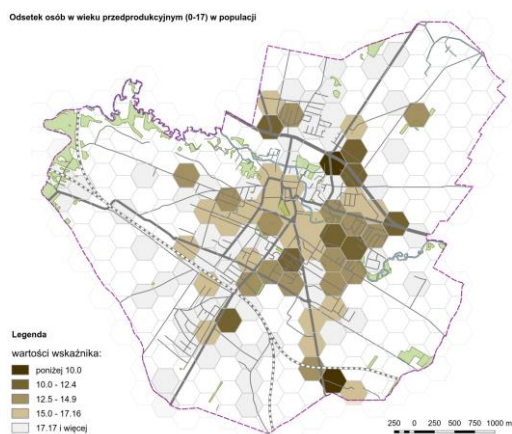 Odsetek osób w wieku przedprodukcyjnym (0-17) w populacji
Legenda
wartości wskaźnika:
poniżej 10.0
10.0 - 12.4
12.5 - 14.9
15.0 - 17.16
17.17 i więcej
250 0 250 500 750 1000 m